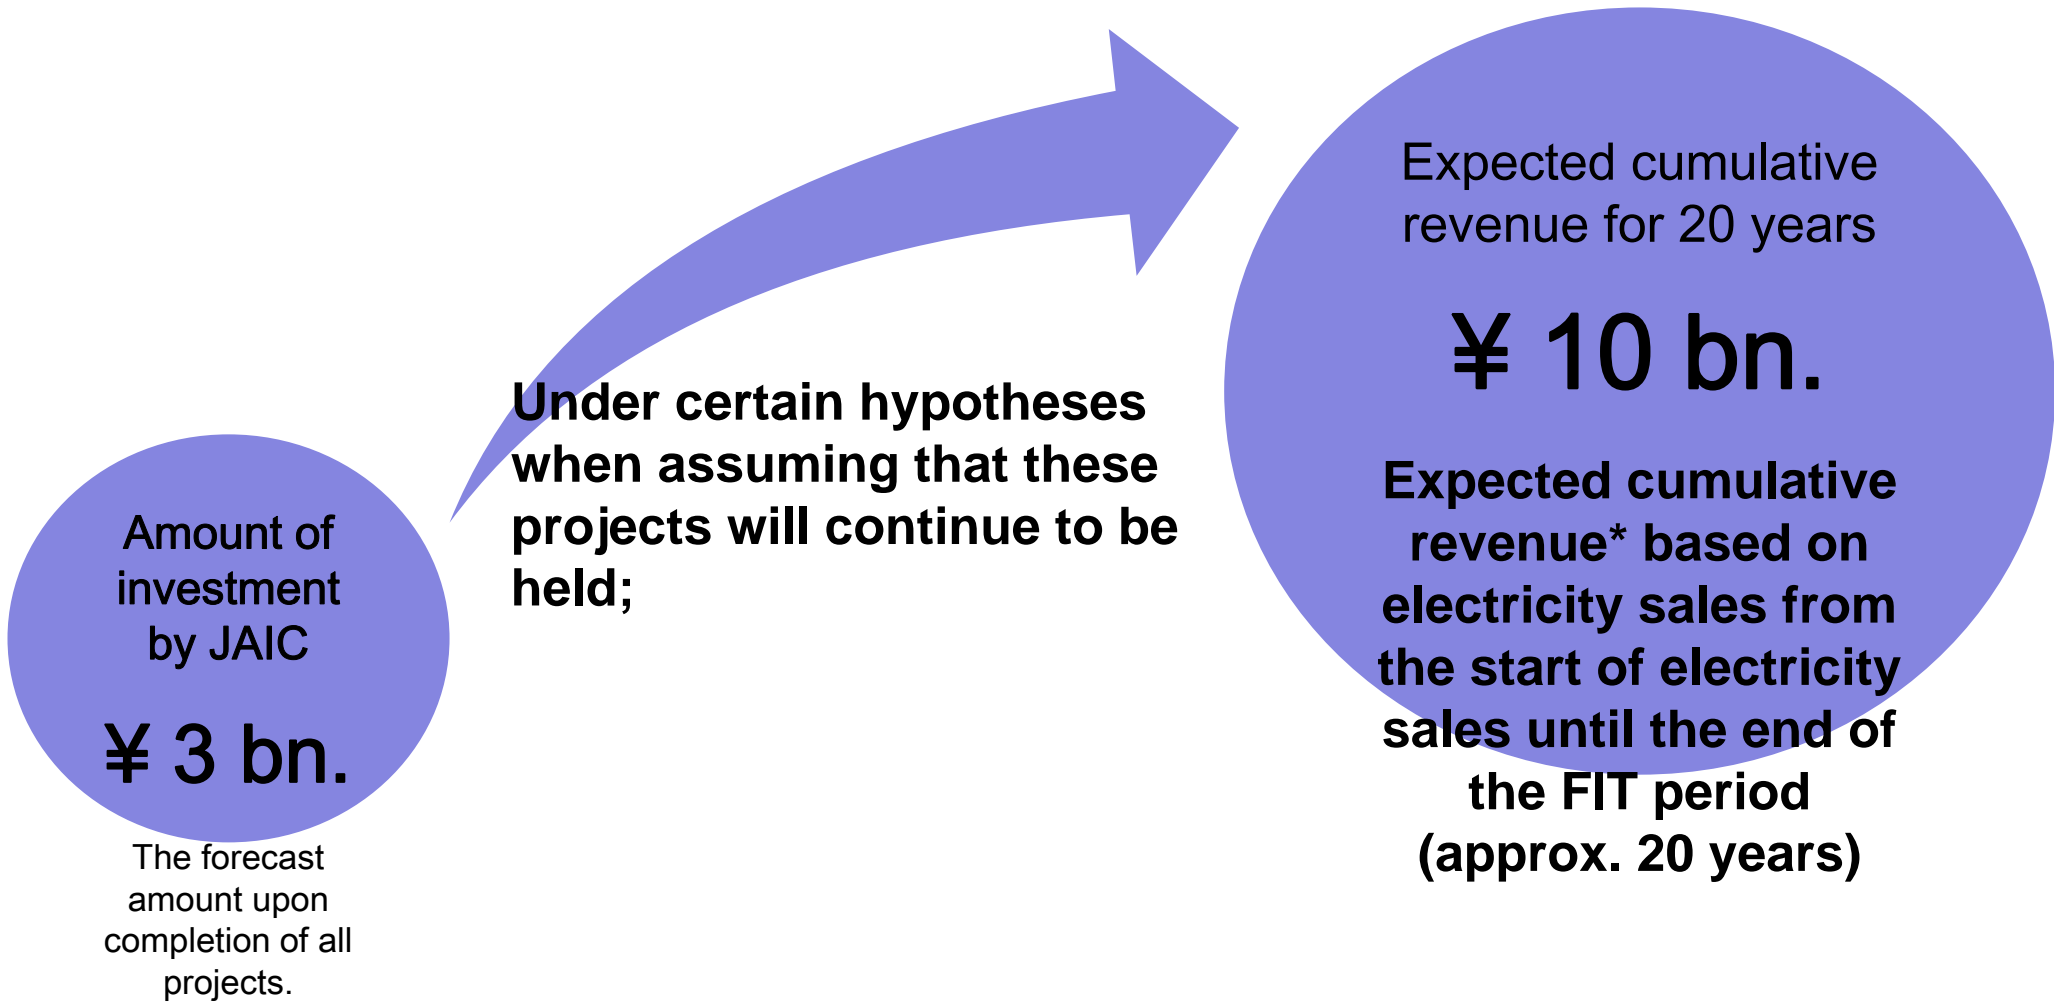 Amount of
investment
by JAIC
¥ 3 bn.
The forecast
amount upon
completion of all
projects.
Under certain hypotheses
when assuming that these
projects will continue to be
held;
Expected cumulative
revenue for 20 years
¥ 10 bn.
Expected cumulative
revenue* based on
electricity sales from
the start of electricity
sales until the end of
the FIT period
(approx. 20 years)